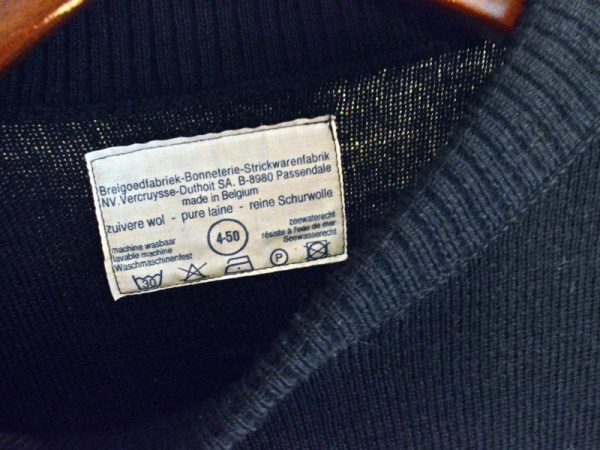 Breigoedfabriek-Bonneterie-Strickwarenfabrik
NV.Vercruysse-Duthoit SA. B-8980 Passendale
made in Belgium
zuivere wol - pure laine - reine Schurwolle
machine wasbaar
lavable machine
Waschmaschinenfest
4-50
zeewaterecht
résiste à l'eau de mer
Seewasserecht
30
P